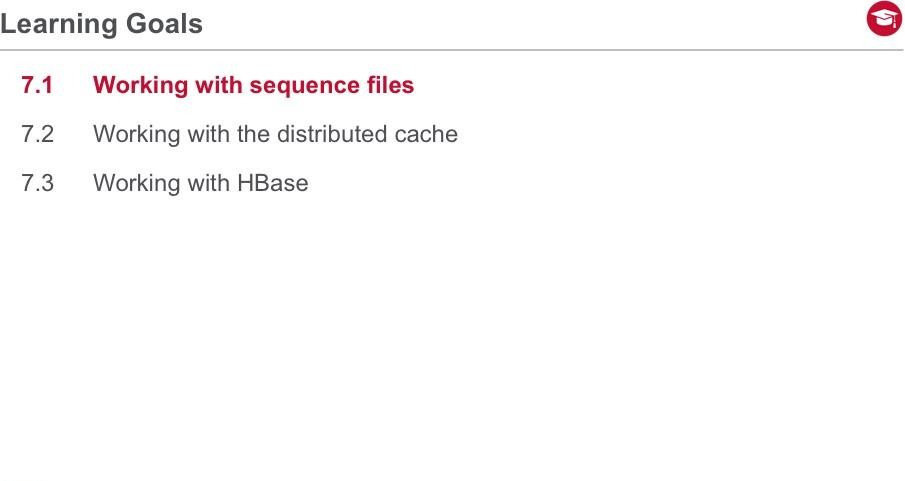 Learning Goals
7.1 Working with sequence files
7.2 Working with the distributed cache
7.3 Working with HBase